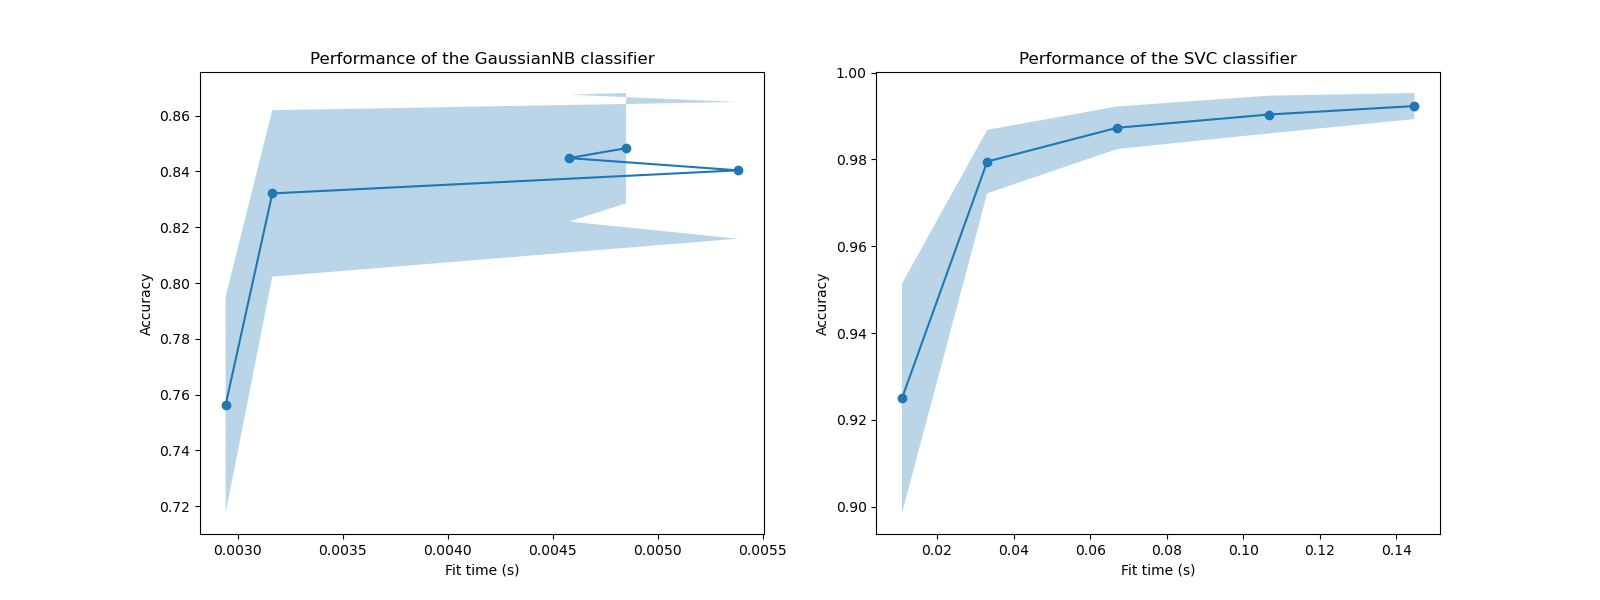 Performance of the GaussianNB classifier
0.86
0.84
0.82
0.80
0.78
0.76
0.74
0.72
Accuracy
0.0030 0.0035 0.0040 0.0045 0.0050 0.0055
Fit time (s)
Performance of the SVC classifier
1.00
0.98
0.96
0.94
0.92
0.90
Accuracy
0.02 0.04 0.06 0.08 0.10 0.12 0.14
Fit time (s)